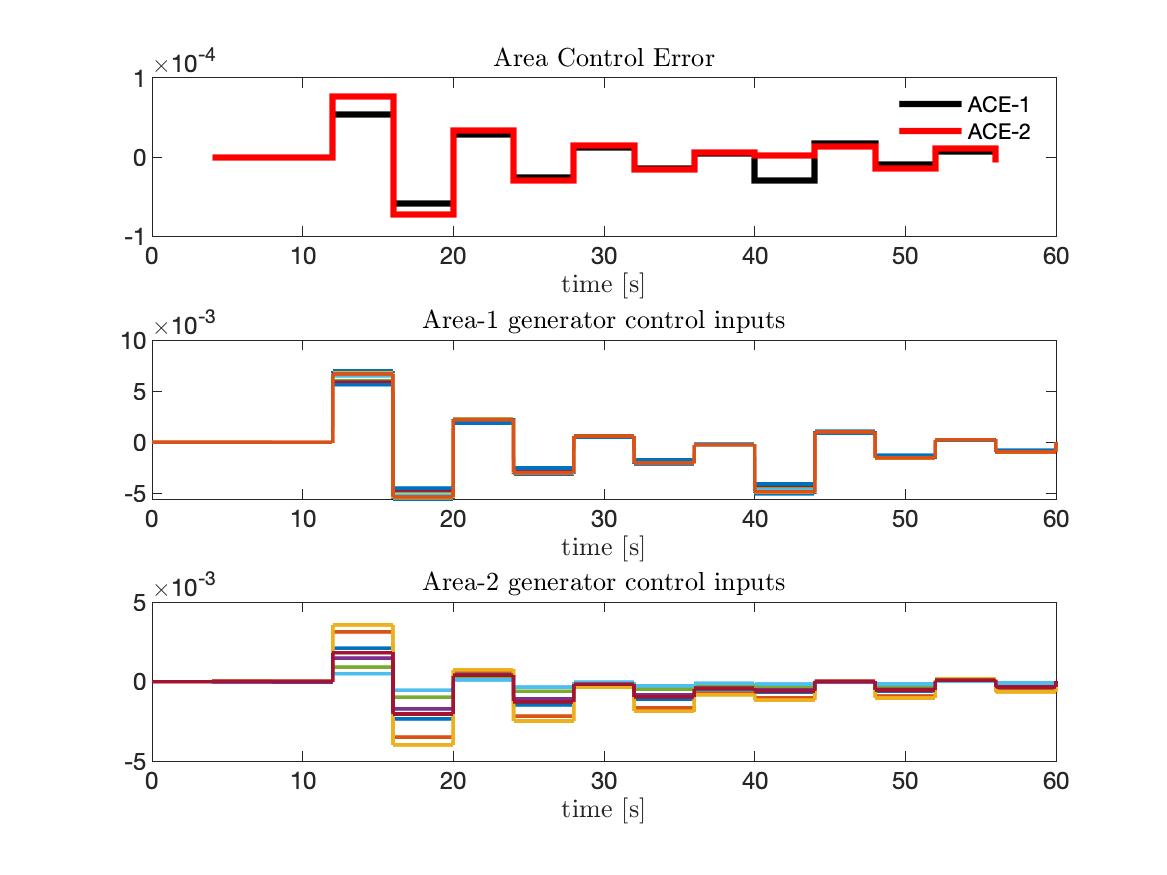 ×10⁻⁴
Area Control Error
1
0
-1
ACE-1
ACE-2
0 10 20 30 40 50 60
time [s]
×10⁻³
Area-1 generator control inputs
10
5
0
-5
0 10 20 30 40 50 60
time [s]
×10⁻³
Area-2 generator control inputs
5
0
-5
0 10 20 30 40 50 60
time [s]